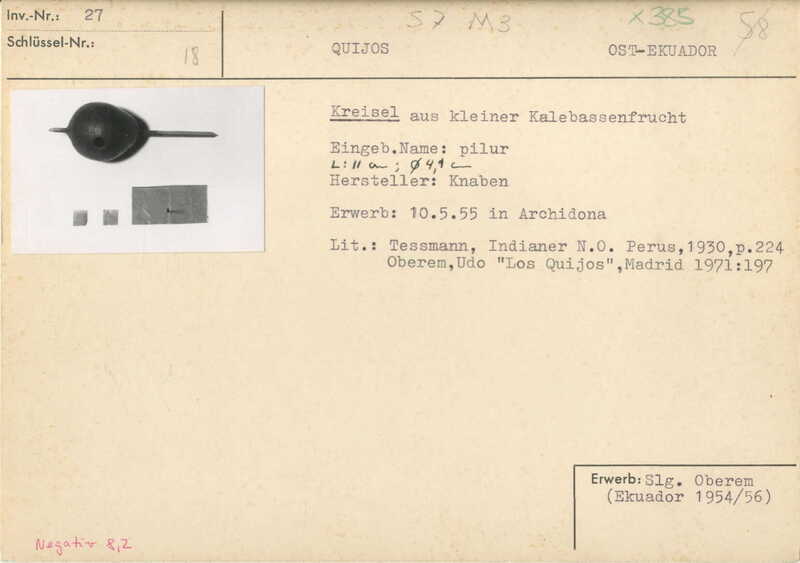 Inv.-Nr.: 27
Schlüssel-Nr.: 18
S7 M3
x385
58
QUIJOS
OST-EKUADOR
Kreisel aus kleiner Kalebassenfrucht
Eingeb.Name: pilur
L: 11 cm ; Ø 4,1 cm
Hersteller: Knaben
Erwerb: 10.5.55 in Archidona
Lit.: Tessmann, Indianer N.O. Perus,1930,p.224
Oberem,Udo "Los Quijos",Madrid 1971:197
Erwerb: Slg. Oberem
(Ekuador 1954/56)
Negativ 8,2